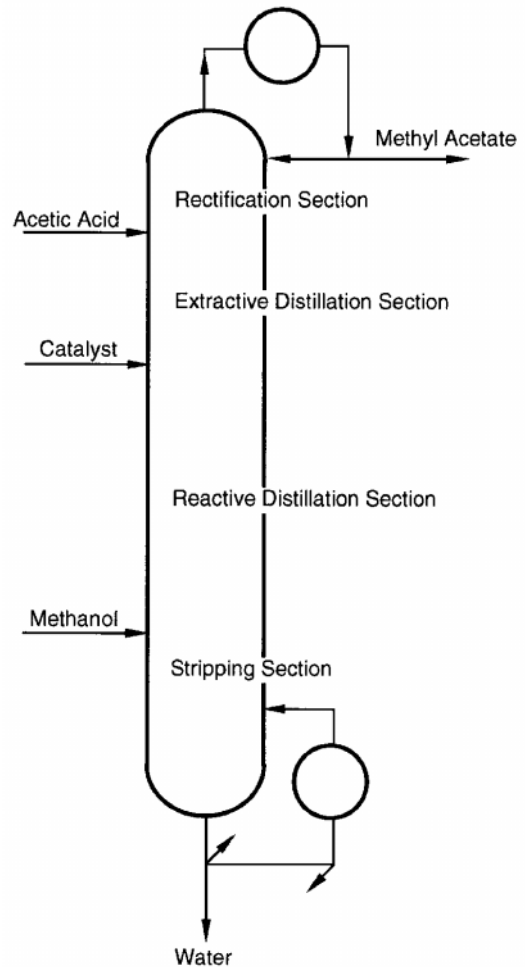 Methyl Acetate
Rectification Section
Acetic Acid
Extractive Distillation Section
Catalyst
Reactive Distillation Section
Methanol
Stripping Section
Water